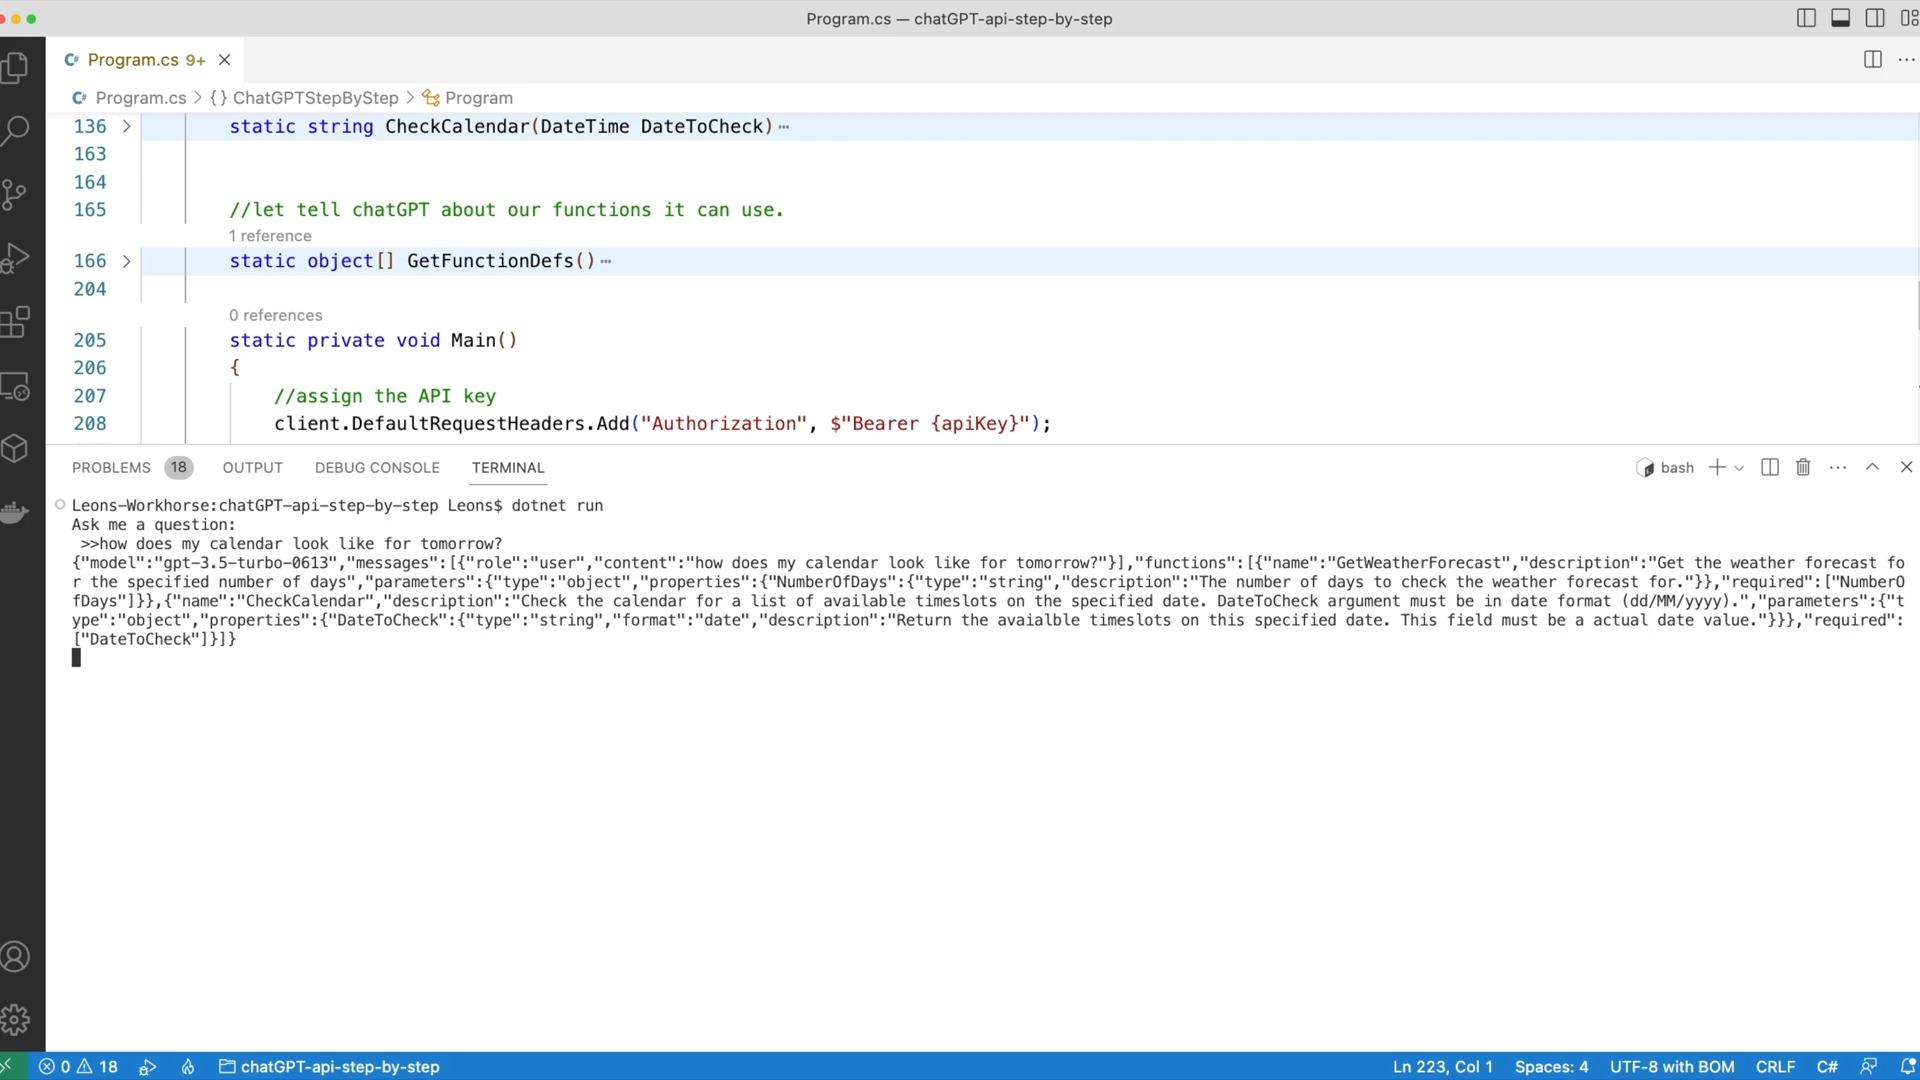 Program.cs — chatGPT-api-step-by-step
Program.cs 9+
Program.cs > {} ChatGPTStepByStep > Program
136 static string CheckCalendar(DateTime DateToCheck)⋯
163
164
165 //let tell chatGPT about our functions it can use.
1 reference
166 static object[] GetFunctionDefs()⋯
204
0 references
205 static private void Main()
206 {
207 //assign the API key
208 client.DefaultRequestHeaders.Add("Authorization", $"Bearer {apiKey}");
PROBLEMS 18 OUTPUT DEBUG CONSOLE TERMINAL bash
Leons-Workhorse:chatGPT-api-step-by-step Leons$ dotnet run
Ask me a question:
>>how does my calendar look like for tomorrow?
{"model":"gpt-3.5-turbo-0613","messages":[{"role":"user","content":"how does my calendar look like for tomorrow?"}],"functions":[{"name":"GetWeatherForecast","description":"Get the weather forecast fo
r the specified number of days","parameters":{"type":"object","properties":{"NumberOfDays":{"type":"string","description":"The number of days to check the weather forecast for."}},"required":["NumberO
fDays"]}},{"name":"CheckCalendar","description":"Check the calendar for a list of available timeslots on the specified date. DateToCheck argument must be in date format (dd/MM/yyyy).","parameters":{"t
ype":"object","properties":{"DateToCheck":{"type":"string","format":"date","description":"Return the avaialble timeslots on this specified date. This field must be a actual date value."}}},"required":
["DateToCheck"]}]}
0 18 chatGPT-api-step-by-step Ln 223, Col 1 Spaces: 4 UTF-8 with BOM CRLF C#